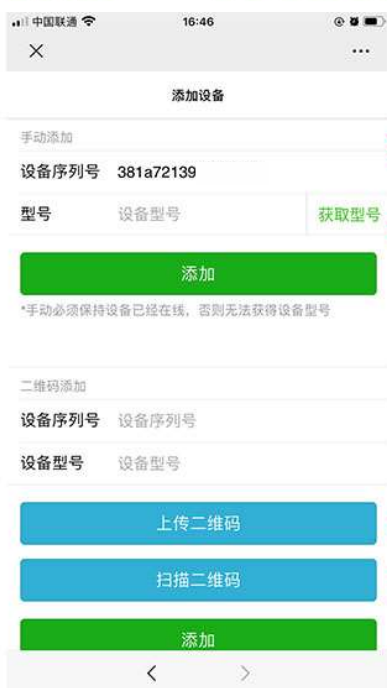 中国联通 16:46
添加设备
手动添加
设备序列号 381a72139
型号 设备型号 获取型号
添加
*手动必须保持设备已经在线，否则无法获得设备型号
二维码添加
设备序列号 设备序列号
设备型号 设备型号
上传二维码
扫描二维码
添加